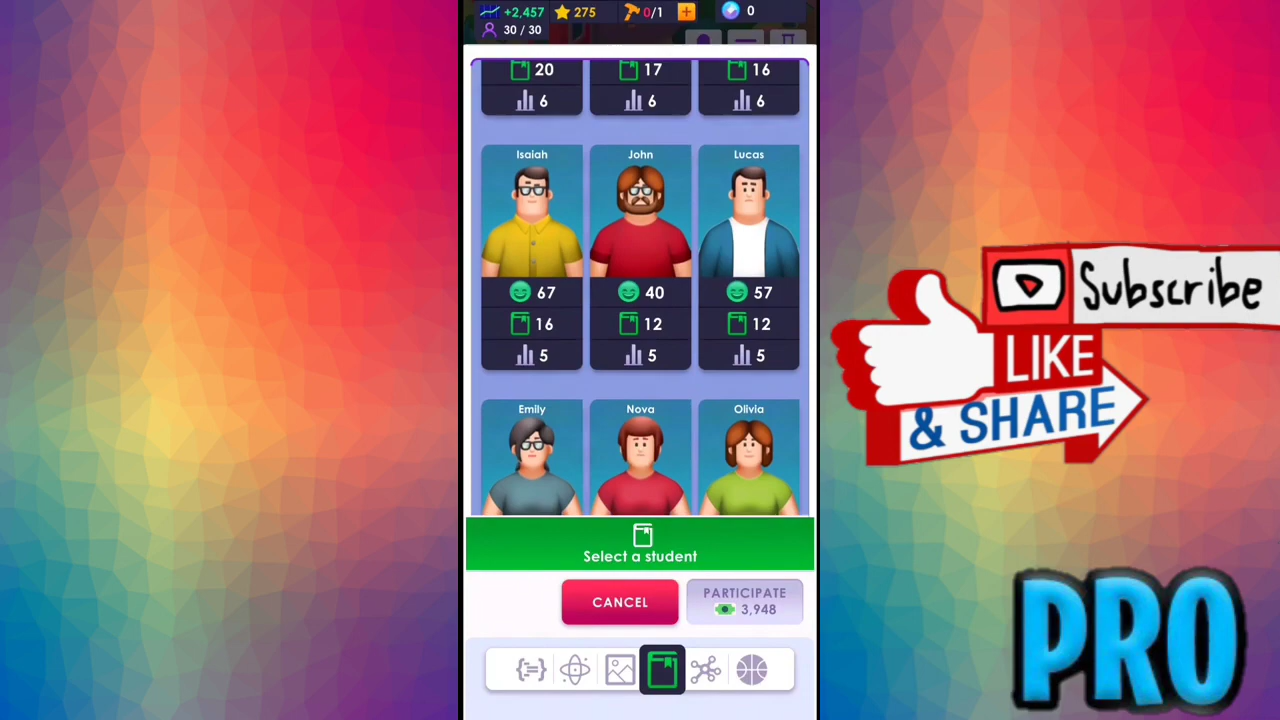 +2,457 275 0/1 0
30 / 30
20 17 16
6 6 6
Isaiah John Lucas
67 40 57
16 12 12
5 5 5
Emily Nova Olivia
Select a student
CANCEL PARTICIPATE
3,948
Subscribe
LIKE
& SHARE
PRO